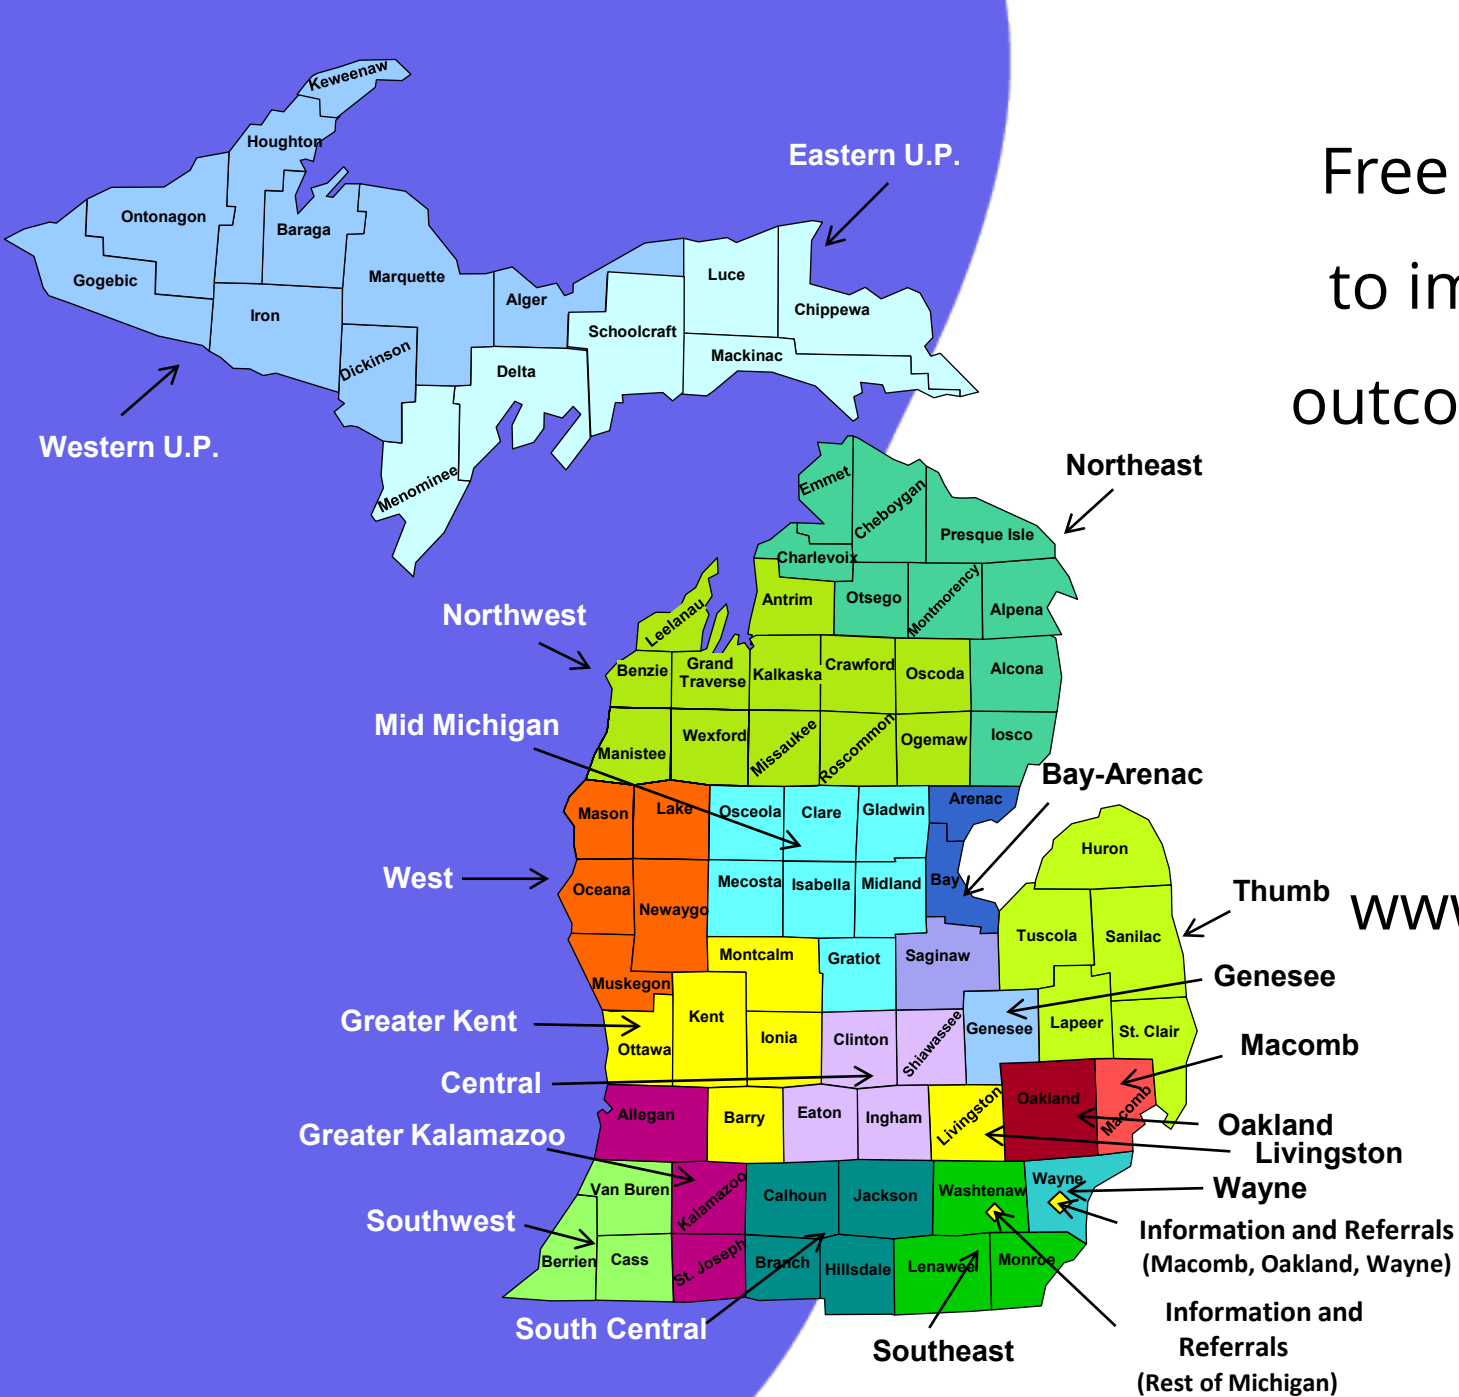 Keweenaw
Houghton
Eastern U.P.
Free
Ontonagon
Baraga
Gogebic
Marquette
Luce
to im
Iron
Alger
Chippewa
Schoolcraft
Dickinson
Delta
Mackinac
outco
Western U.P.
Menominee
Northeast
Emmet
Cheboygan
Presque Isle
Charlevoix
Antrim
Otsego
Montmorency
Alpena
Northwest
Leelanau
Benzie
Grand
Traverse
Kalkaska
Crawford
Oscoda
Alcona
Mid Michigan
Manistee
Wexford
Missaukee
Roscommon
Ogemaw
Iosco
Bay-Arenac
Mason
Lake
Osceola
Clare
Gladwin
Arenac
Huron
West
Oceana
Newaygo
Mecosta
Isabella
Midland
Bay
Thumb
www
Tuscola
Sanilac
Muskegon
Montcalm
Gratiot
Saginaw
Genesee
Greater Kent
Ottawa
Kent
Ionia
Clinton
Shiawassee
Genesee
Lapeer
St. Clair
Macomb
Central
Allegan
Barry
Eaton
Ingham
Livingston
Oakland
Macomb
Oakland
Greater Kalamazoo
Livingston
Van Buren
Kalamazoo
Calhoun
Jackson
Washtenaw
Wayne
Wayne
Southwest
Information and Referrals
(Macomb, Oakland, Wayne)
Berrien
Cass
St. Joseph
Branch
Hillsdale
Lenawee
Monroe
South Central
Southeast
Information and
Referrals
(Rest of Michigan)